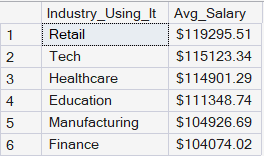 Industry_Using_It Avg_Salary
1 Retail $119295.51
2 Tech $115123.34
3 Healthcare $114901.29
4 Education $111348.74
5 Manufacturing $104926.69
6 Finance $104074.02